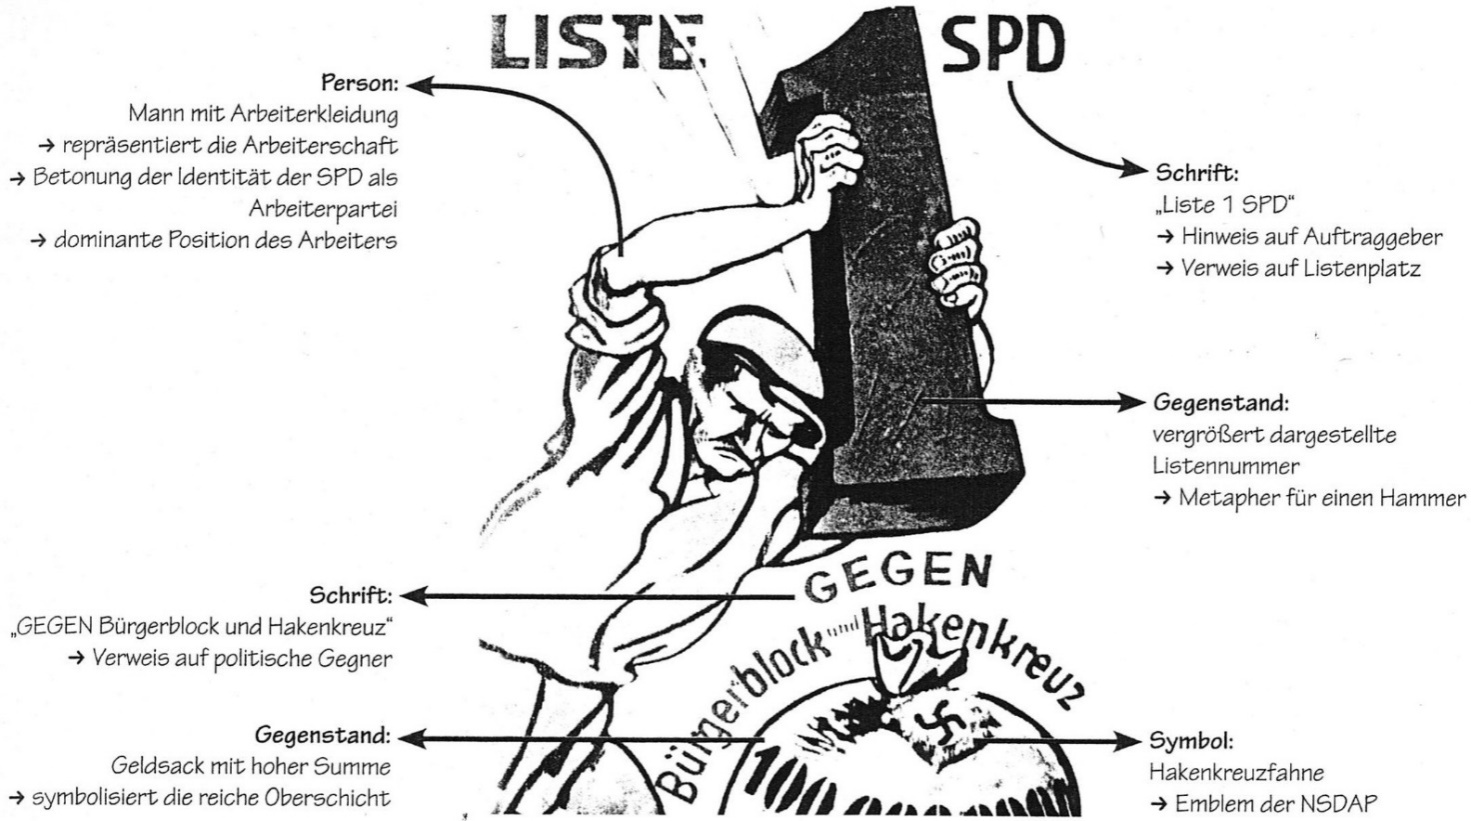 LISTE 1 SPD
Person:
Mann mit Arbeiterkleidung
→ repräsentiert die Arbeiterschaft
→ Betonung der Identität der SPD als
Arbeiterpartei
→ dominante Position des Arbeiters
Schrift:
„Liste 1 SPD“
→ Hinweis auf Auftraggeber
→ Verweis auf Listenplatz
Gegenstand:
vergrößert dargestellte
Listennummer
→ Metapher für einen Hammer
GEGEN
Bürgerblock und Hakenkreuz
Schrift:
„GEGEN Bürgerblock und Hakenkreuz“
→ Verweis auf politische Gegner
Gegenstand:
Geldsack mit hoher Summe
→ symbolisiert die reiche Oberschicht
Symbol:
Hakenkreuzfahne
→ Emblem der NSDAP